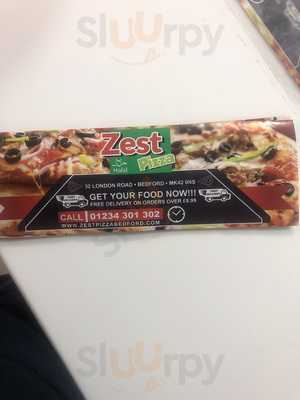 Sluurpy
Zest
حلال
Halal
Pizza
32 LONDON ROAD • BEDFORD • MK42 0NS
GET YOUR FOOD NOW!!!
FREE DELIVERY ON ORDERS OVER £8.99
CALL 01234 301 302
WWW.ZESTPIZZABEDFORD.COM
Sluurpy